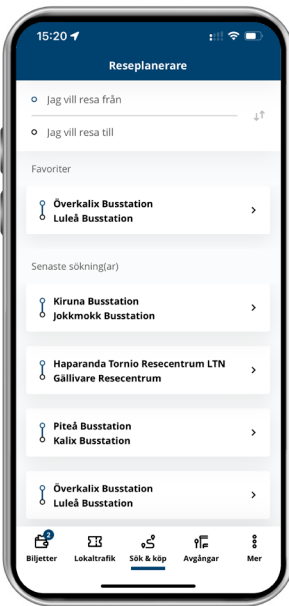 15:20
Reseplanerare
Jag vill resa från
Jag vill resa till
Favoriter
Överkalix Busstation
Luleå Busstation
Senaste sökning(ar)
Kiruna Busstation
Jokkmokk Busstation
Haparanda Tornio Resecentrum LTN
Gällivare Resecentrum
Piteå Busstation
Kalix Busstation
Överkalix Busstation
Luleå Busstation
2
Biljetter Lokaltrafik Sök & köp Avgångar Mer